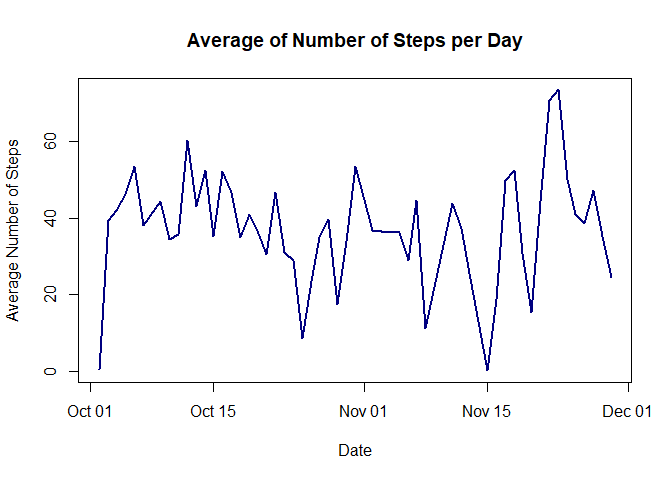 Average of Number of Steps per Day
Average Number of Steps
60
40
20
0
Oct 01
Oct 15
Nov 01
Nov 15
Dec 01
Date